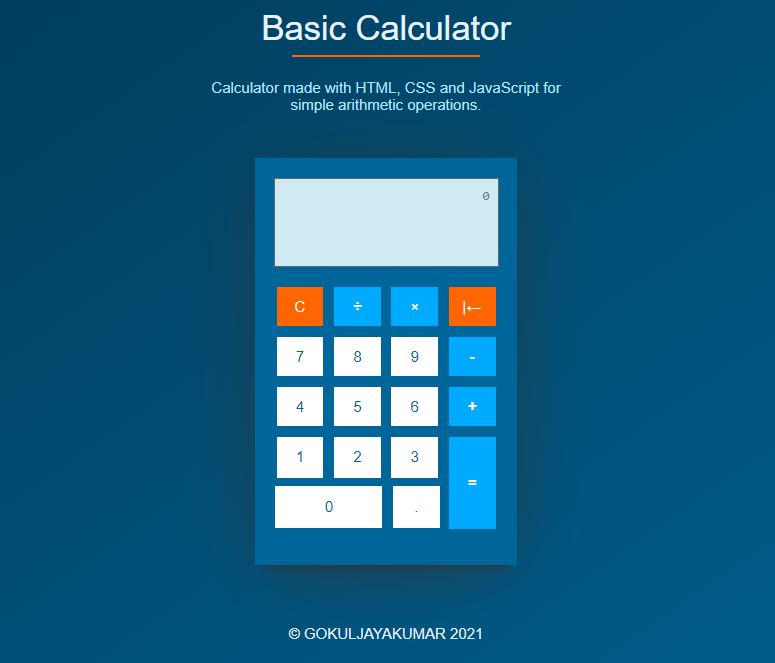 Basic Calculator
Calculator made with HTML, CSS and JavaScript for
simple arithmetic operations.
0
C ÷ × |←
7 8 9 -
4 5 6 +
1 2 3
=
0 .
© GOKULJAYAKUMAR 2021